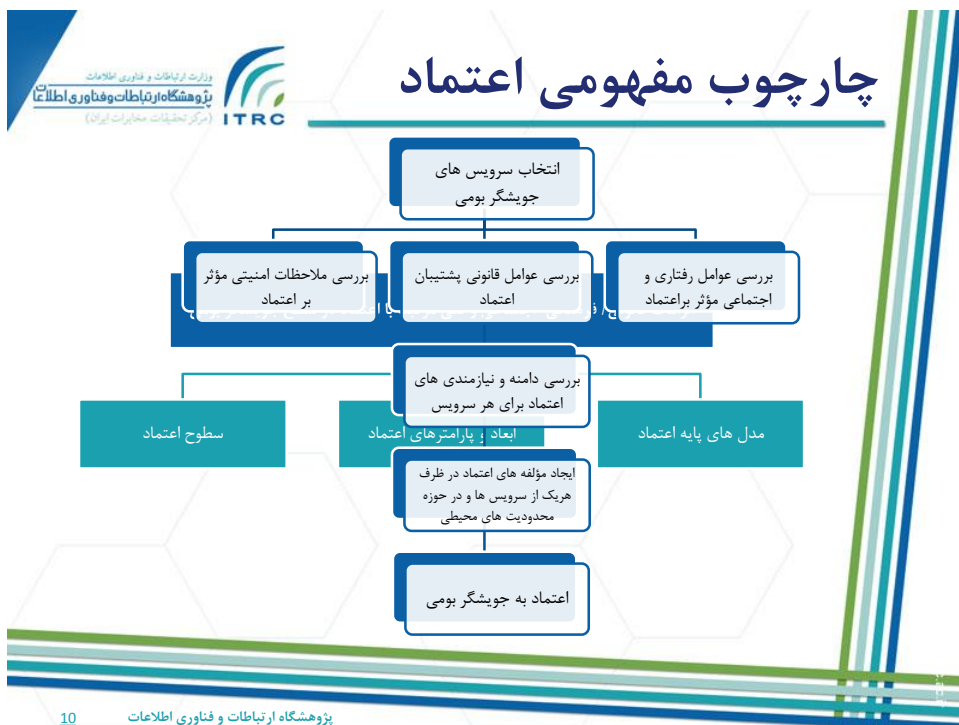 چارچوب مفهومی اعتماد
وزارت ارتباطات و فناوری اطلاعات
پژوهشگاه ارتباطات و فناوری اطلاعات
(مرکز تحقیقات مخابرات ایران)
ITRC
انتخاب سرویس های
جویشگر بومی
بررسی عوامل رفتاری و
اجتماعی مؤثر براعتماد
بررسی عوامل قانونی پشتیبان
اعتماد
بررسی ملاحظات امنیتی مؤثر
بر اعتماد
بررسی دامنه و نیازمندی های
اعتماد برای هر سرویس
مدل های پایه اعتماد
ابعاد و پارامترهای اعتماد
سطوح اعتماد
ایجاد مؤلفه های اعتماد در ظرف
هریک از سرویس ها و در حوزه
محدودیت های محیطی
اعتماد به جویشگر بومی
پژوهشگاه ارتباطات و فناوری اطلاعات
10